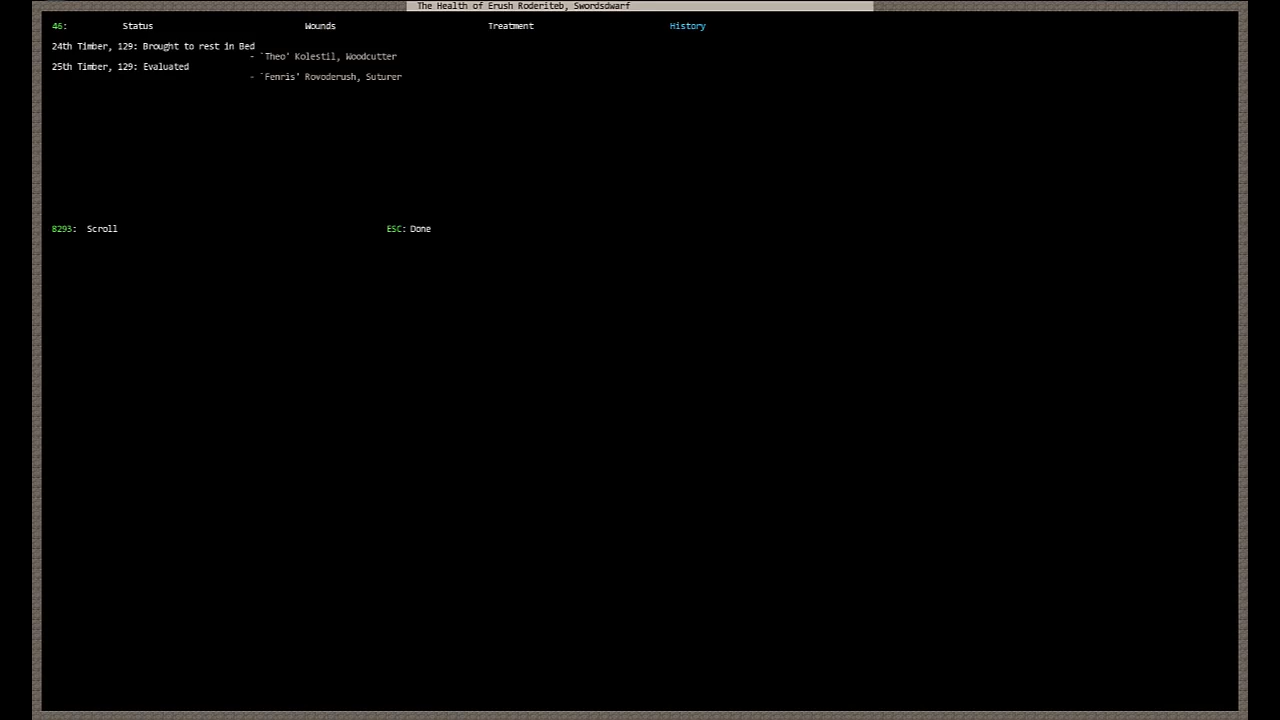 The Health of Erush Roderiteb, Swordsdwarf
46: Status Wounds Treatment History
24th Timber, 129: Brought to rest in Bed
- `Theo' Kolestil, Woodcutter
25th Timber, 129: Evaluated
- `Fenris' Rovoderush, Suturer
8293: Scroll ESC: Done